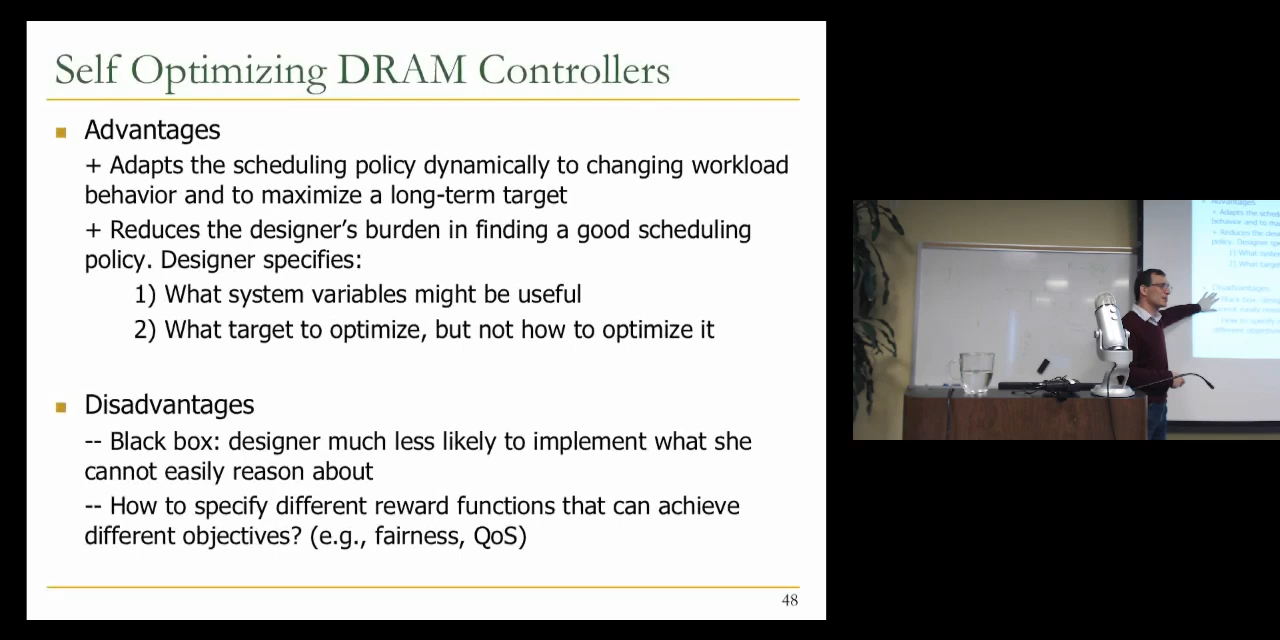 Self Optimizing DRAM Controllers
Advantages
+ Adapts the scheduling policy dynamically to changing workload
behavior and to maximize a long-term target
+ Reduces the designer's burden in finding a good scheduling
policy. Designer specifies:
1) What system variables might be useful
2) What target to optimize, but not how to optimize it
Disadvantages
-- Black box: designer much less likely to implement what she
cannot easily reason about
-- How to specify different reward functions that can achieve
different objectives? (e.g., fairness, QoS)
48